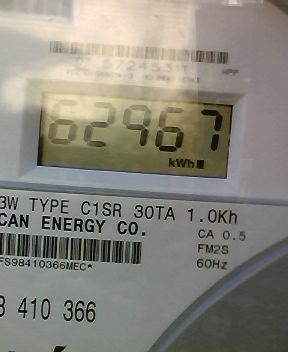 62967
kWh
3W TYPE C1SR 30TA 1.0Kh
CAN ENERGY CO.
CA 0.5
FM2S
60Hz
FS98410366MEC*
8 410 366